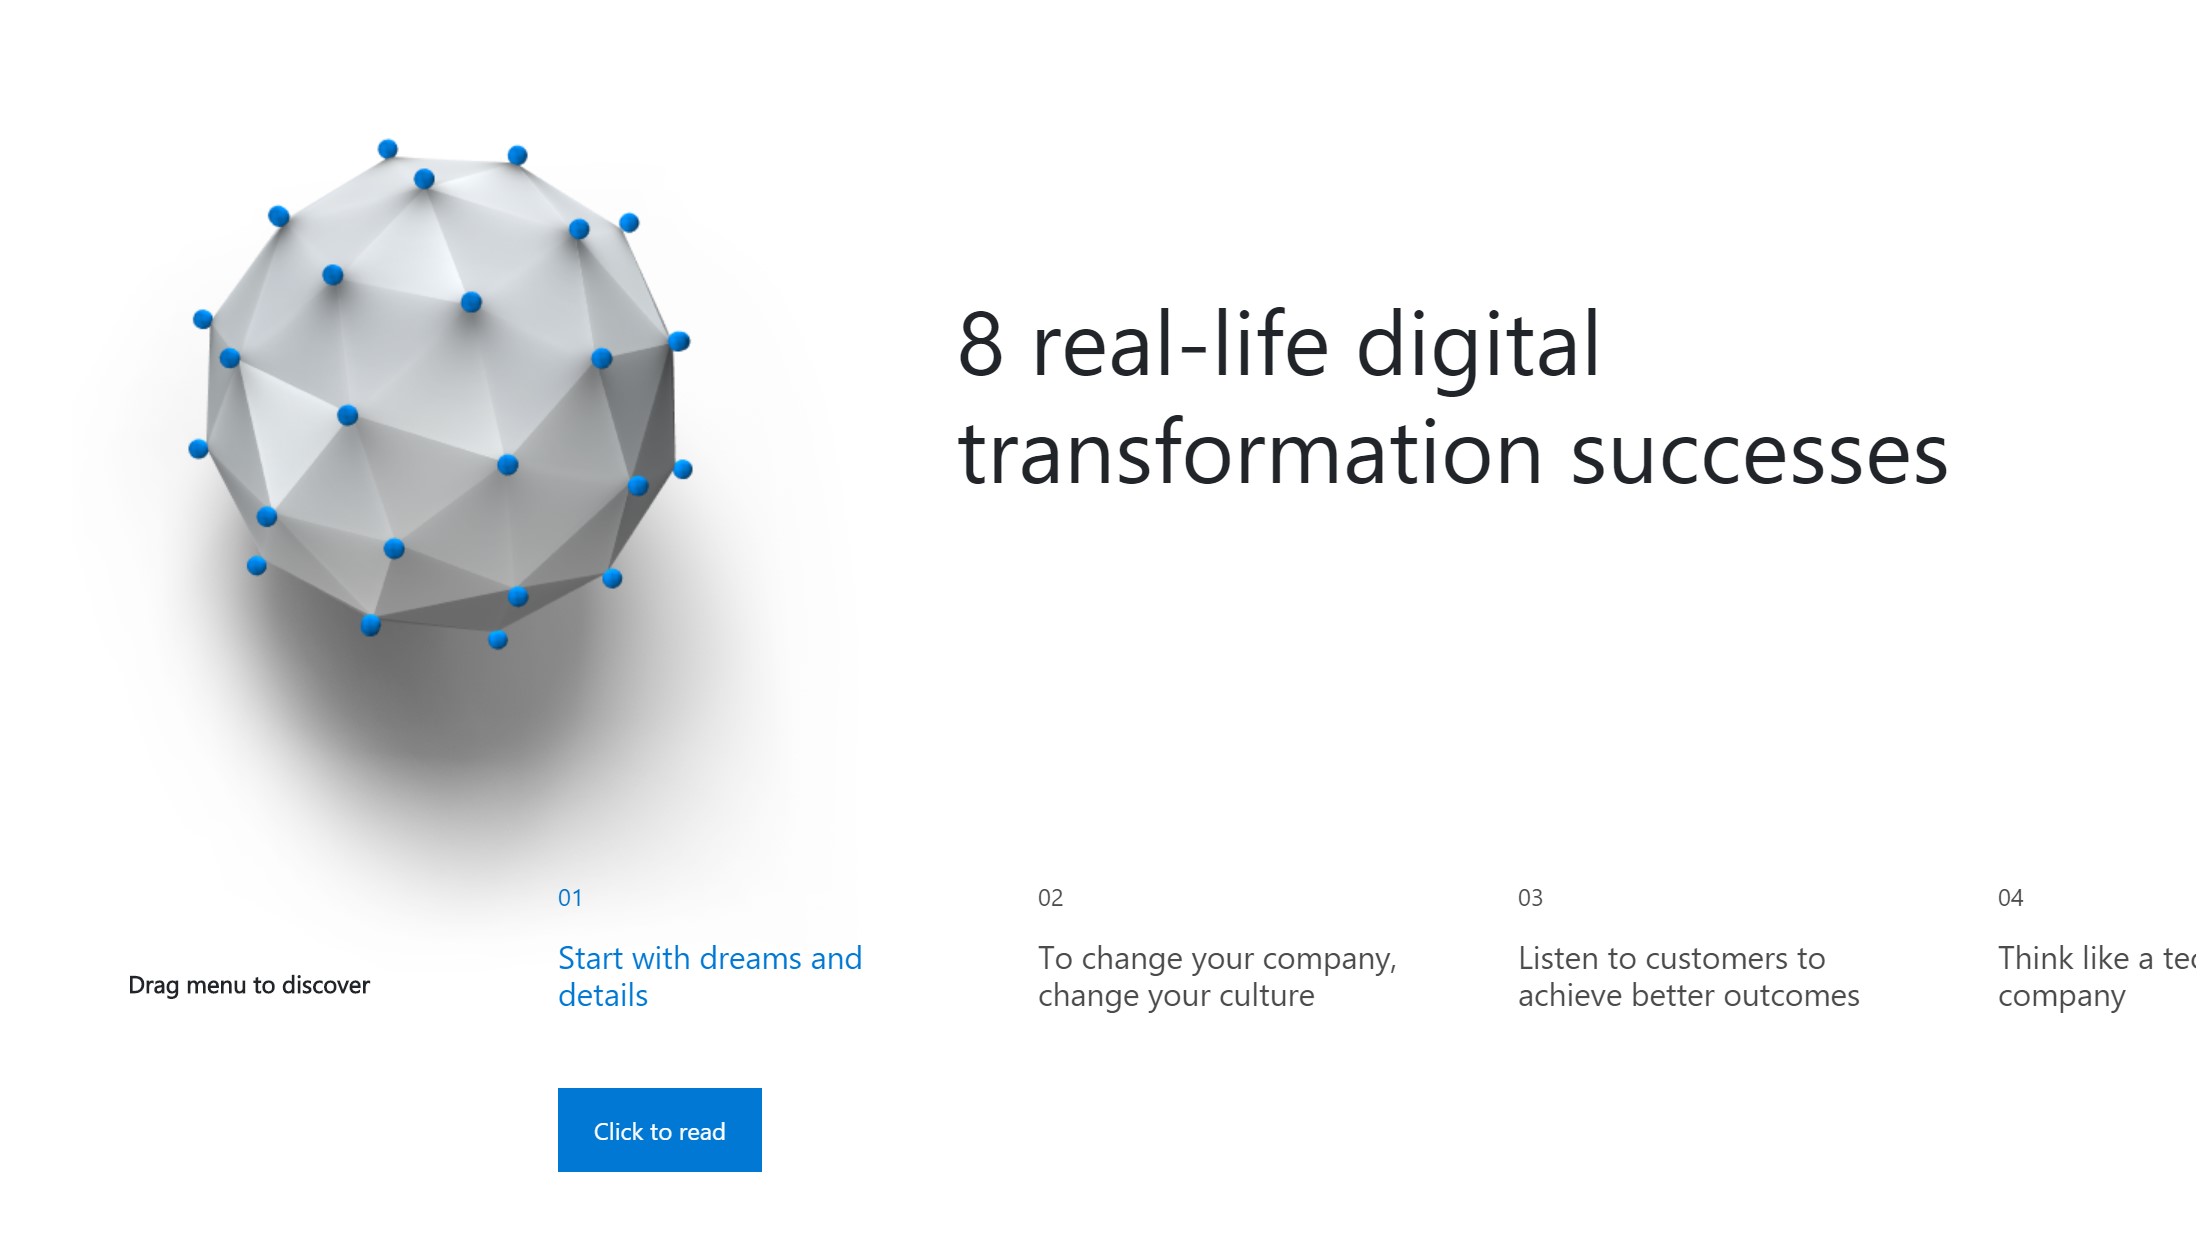 8 real-life digital
transformation successes
Drag menu to discover
01
Start with dreams and
details
Click to read
02
To change your company,
change your culture
03
Listen to customers to
achieve better outcomes
04
Think like a
company